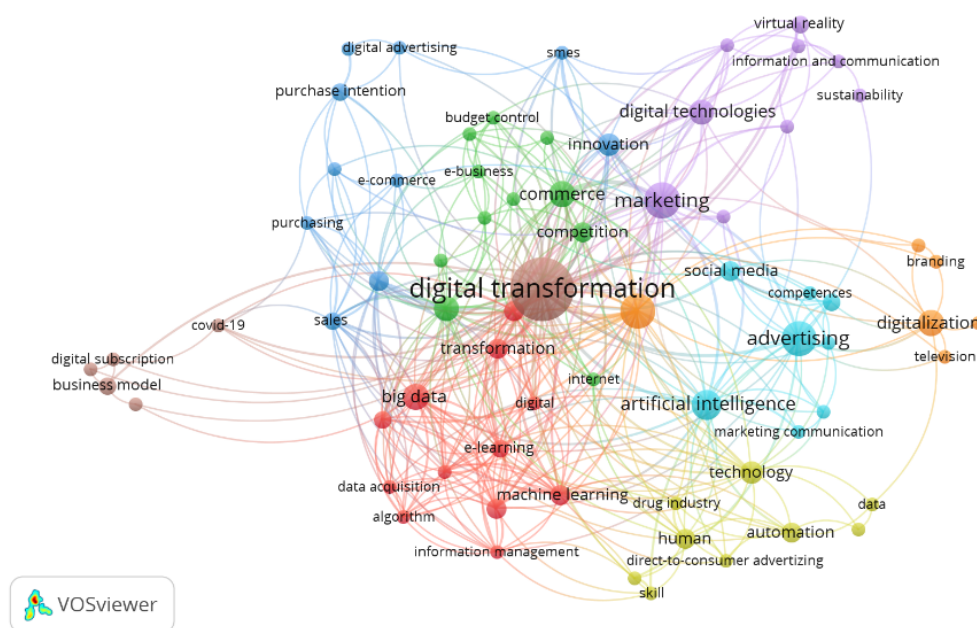 virtual reality
digital advertising
smes
information and communication
purchase intention
sustainability
digital technologies
budget control
innovation
e-business
e-commerce
commerce
marketing
purchasing
competition
branding
social media
digital transformation
competences
covid-19
sales
digitalization
advertising
transformation
television
digital subscription
internet
business model
big data
digital
artificial intelligence
marketing communication
e-learning
technology
data acquisition
machine learning
drug industry
data
algorithm
human
automation
information management
direct-to-consumer advertizing
skill
VOSviewer